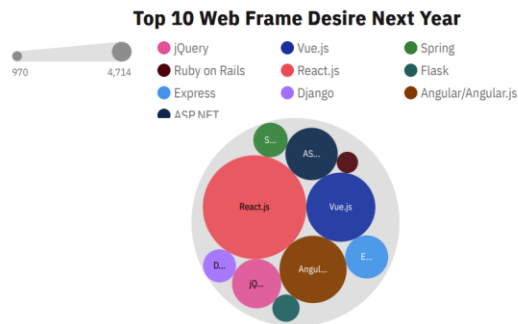 Top 10 Web Frame Desire Next Year
970 4,714
jQuery Vue.js Spring
Ruby on Rails React.js Flask
Express Django Angular/Angular.js
ASP.NET
S...
AS...
React.js Vue.js
D... jQ... Angul... E...